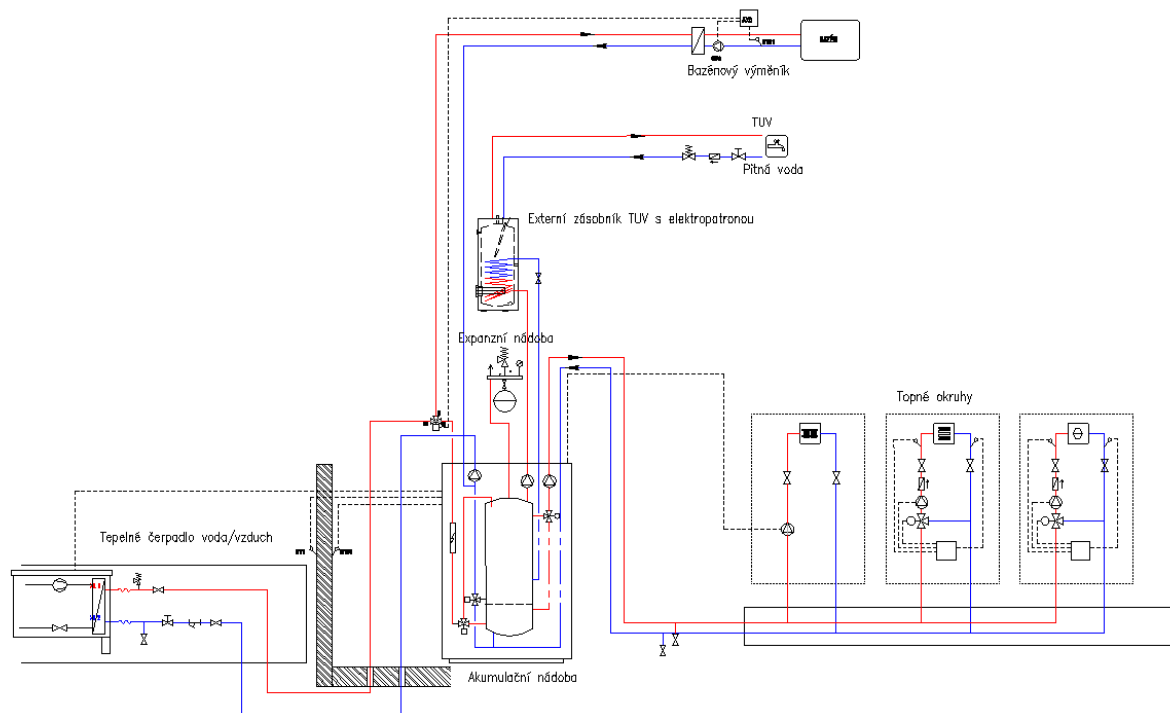 BAZÉN
Bazénový výměník
TUV
Pitná voda
Externí zásobník TUV s elektropatronou
Expanzní nádoba
Topné okruhy
Tepelné čerpadlo voda/vzduch
Akumulační nádoba